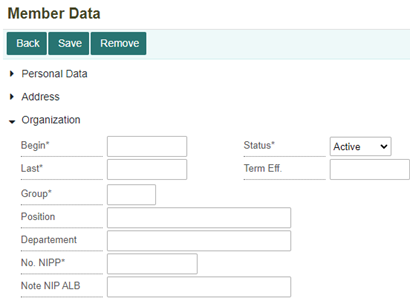 Member Data
Back Save Remove
Personal Data
Address
Organization
Begin* Status* Active
Last* Term Eff.
Group*
Position
Departement
No. NIPP*
Note NIP ALB